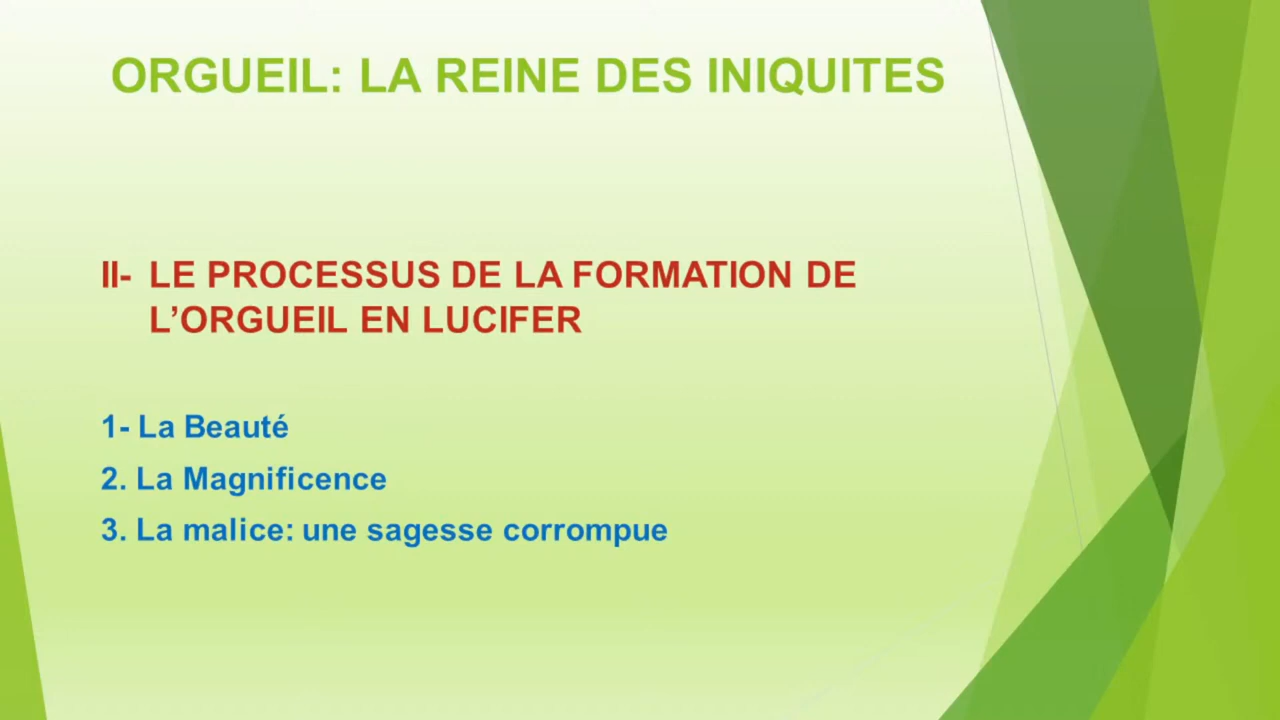 ORGUEIL: LA REINE DES INIQUITES
II- LE PROCESSUS DE LA FORMATION DE
L’ORGUEIL EN LUCIFER
1- La Beauté
2. La Magnificence
3. La malice: une sagesse corrompue